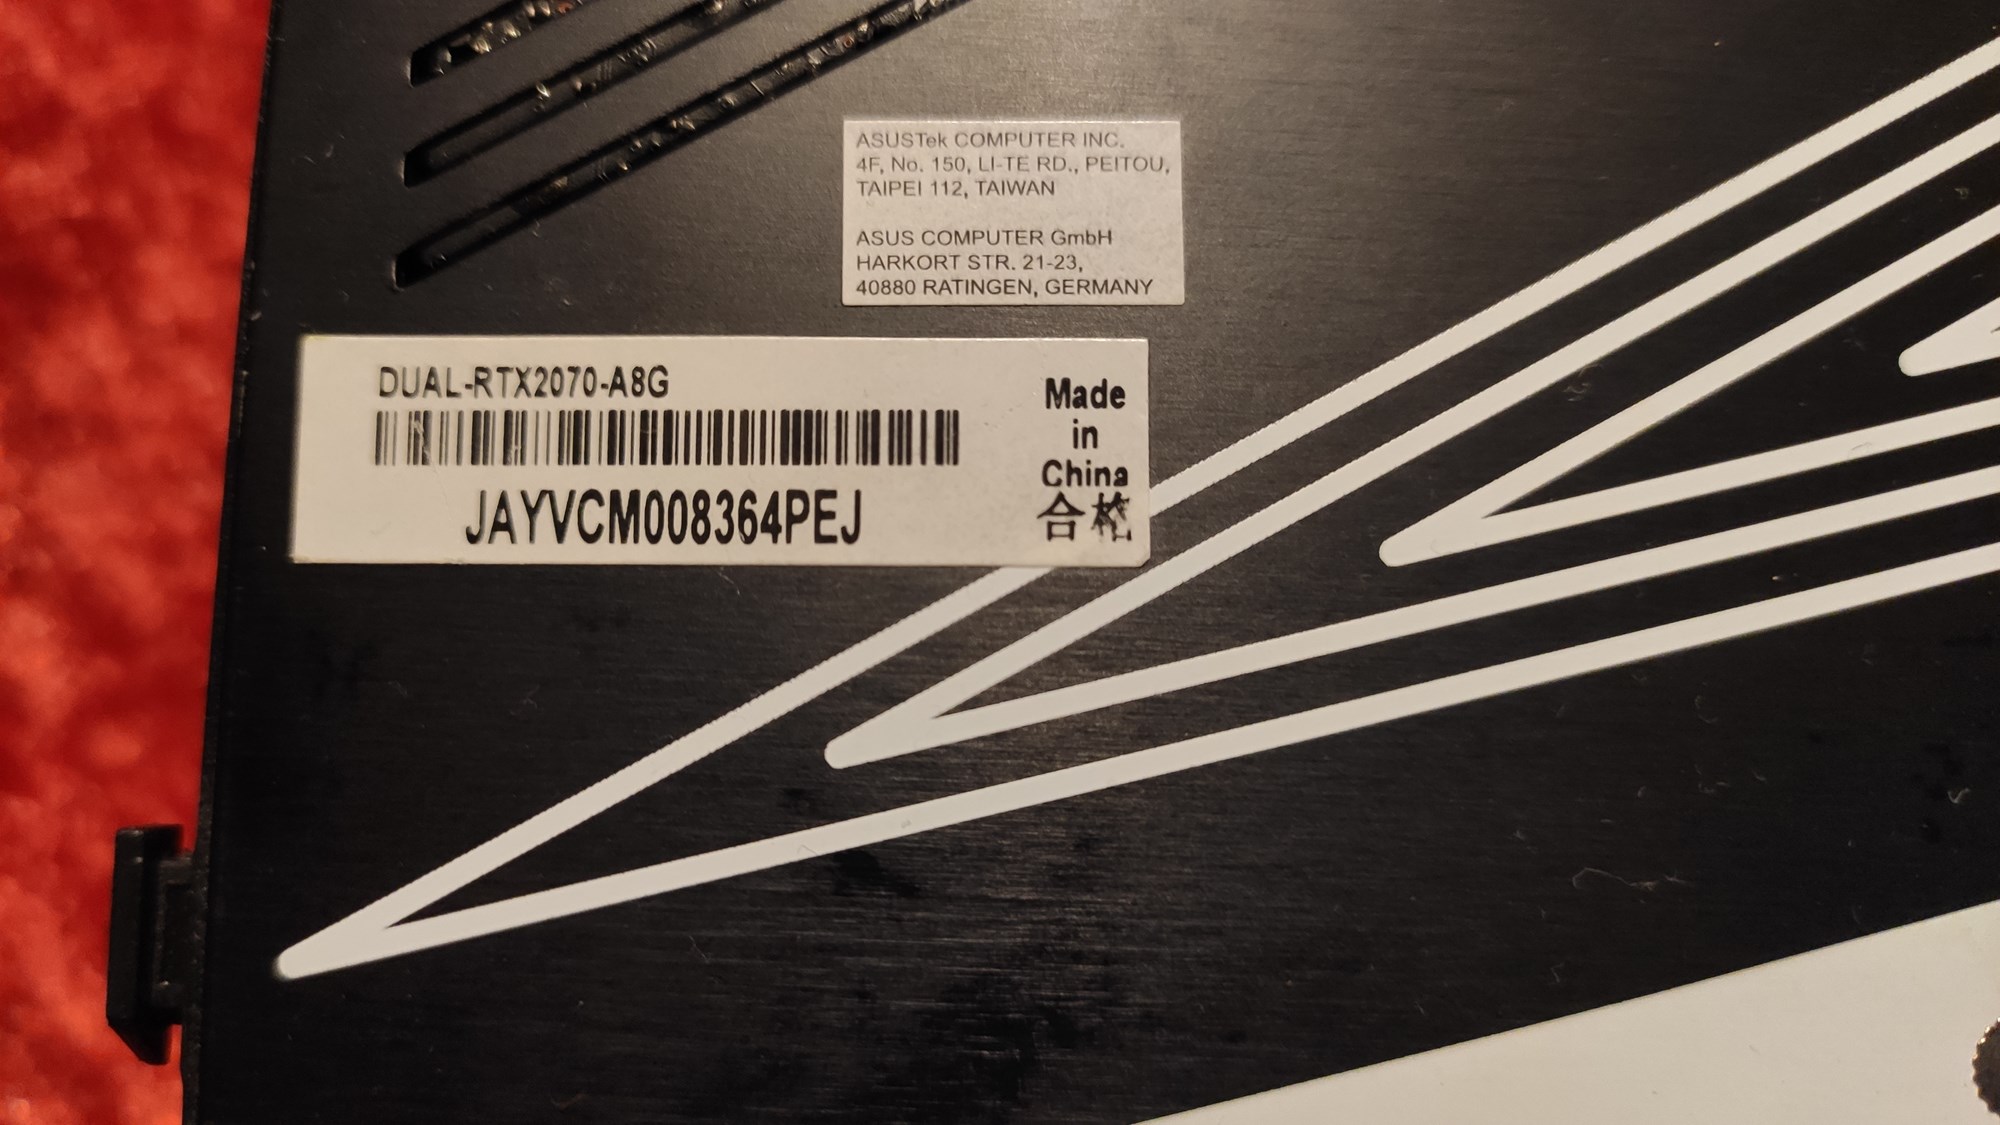 ASUSTek COMPUTER INC.
4F, No. 150, LI-TE RD., PEITOU,
TAIPEI 112, TAIWAN
ASUS COMPUTER GmbH
HARKORT STR. 21-23,
40880 RATINGEN, GERMANY
DUAL-RTX2070-A8G
JAYVCM008364PEJ
Made
in
China
合格